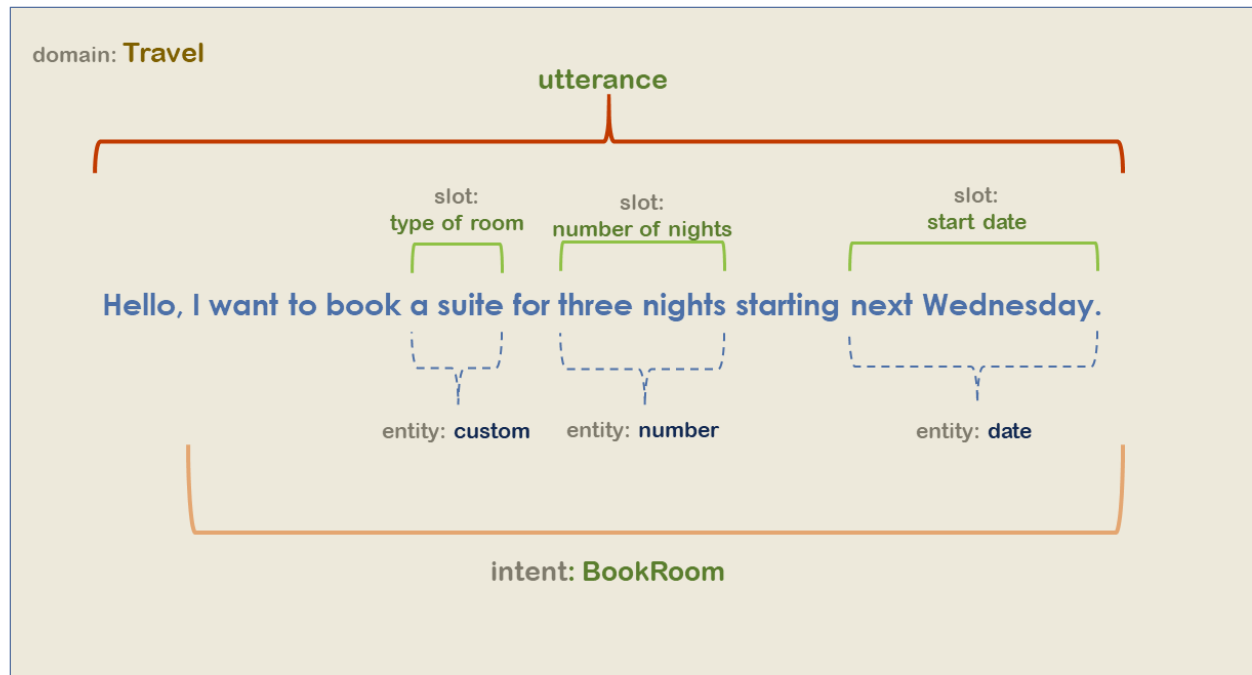 domain: Travel
utterance
slot:
type of room
slot:
number of nights
slot:
start date
Hello, I want to book a suite for three nights starting next Wednesday.
entity: custom
entity: number
entity: date
intent: BookRoom